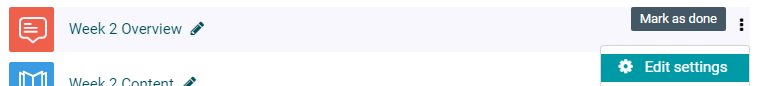 Week 2 Overview
Mark as done
Edit settings
Week 2 Content